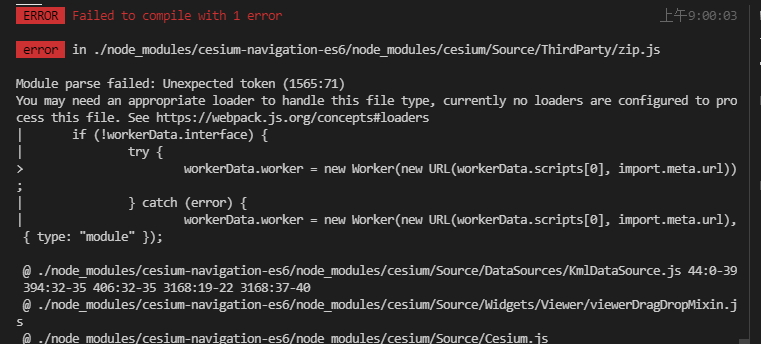 ERROR Failed to compile with 1 error 上午9:00:03
error in ./node_modules/cesium-navigation-es6/node_modules/cesium/Source/ThirdParty/zip.js
Module parse failed: Unexpected token (1565:71)
You may need an appropriate loader to handle this file type, currently no loaders are configured to pro
cess this file. See https://webpack.js.org/concepts#loaders
| if (!workerData.interface) {
| try {
> workerData.worker = new Worker(new URL(workerData.scripts[0], import.meta.url))
;
| } catch (error) {
| workerData.worker = new Worker(new URL(workerData.scripts[0], import.meta.url),
{ type: "module" });
@ ./node_modules/cesium-navigation-es6/node_modules/cesium/Source/DataSources/KmlDataSource.js 44:0-39
394:32-35 406:32-35 3168:19-22 3168:37-40
@ ./node_modules/cesium-navigation-es6/node_modules/cesium/Source/Widgets/Viewer/viewerDragDropMixin.j
s
@ ./node_modules/cesium-navigation-es6/node_modules/cesium/Source/Cesium.js